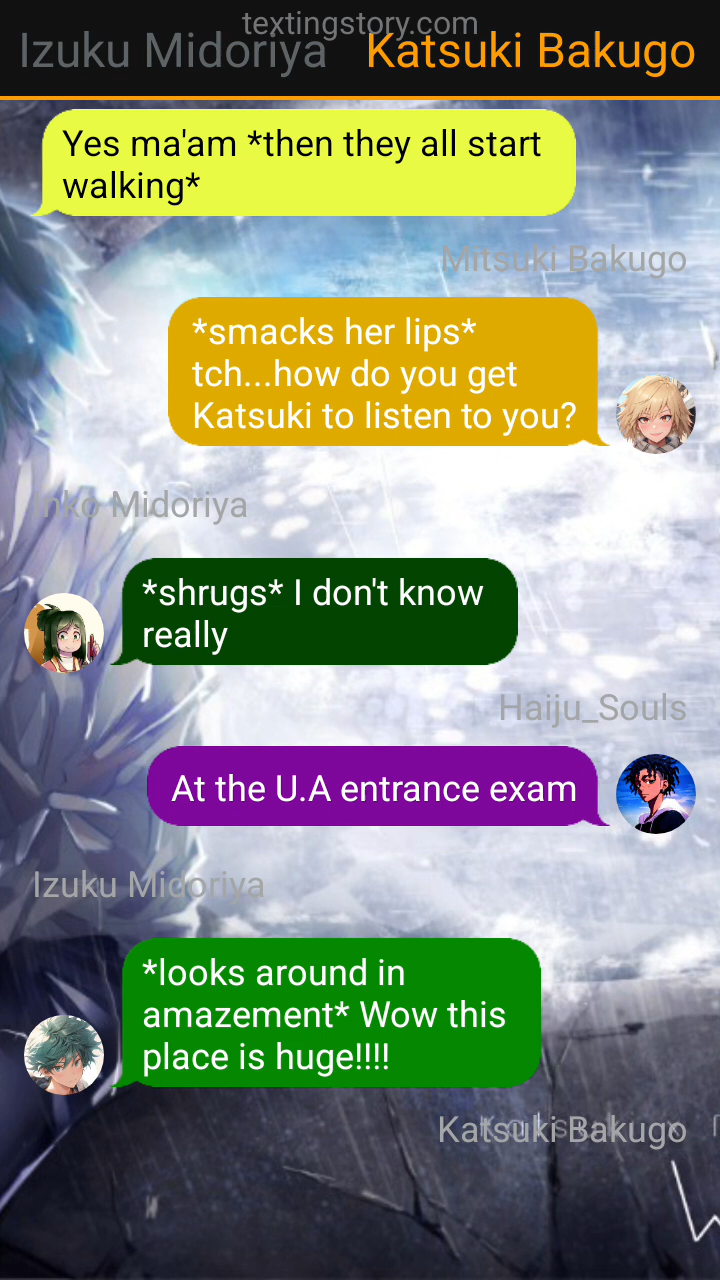 textingstory.com
Izuku Midoriya Katsuki Bakugo
Yes ma'am *then they all start
walking*
Mitsuki Bakugo
*smacks her lips*
tch...how do you get
Katsuki to listen to you?
Inko Midoriya
*shrugs* I don't know
really
Haiju_Souls
At the U.A entrance exam
Izuku Midoriya
*looks around in
amazement* Wow this
place is huge!!!!
Katsuki Bakugo